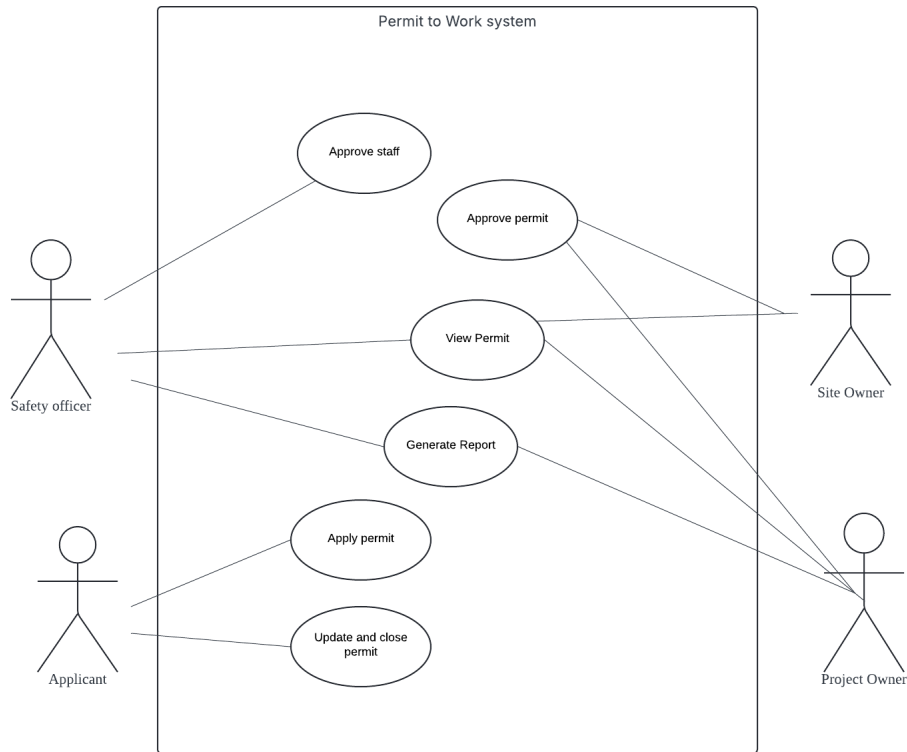 Permit to Work system
Approve staff
Approve permit
View Permit
Generate Report
Apply permit
Update and close
permit
Safety officer
Applicant
Site Owner
Project Owner